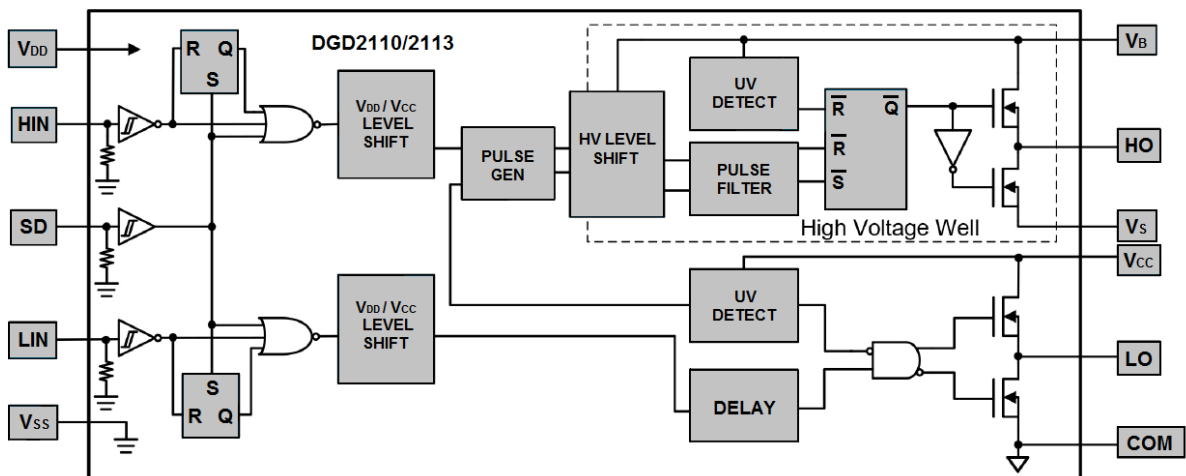 DGD2110/2113
VDD
HIN
SD
LIN
VSS
R Q
S
VDD / VCC
LEVEL
SHIFT
PULSE
GEN
HV LEVEL
SHIFT
UV
DETECT
PULSE
FILTER
R̅ Q̅
R̅
S̅
High Voltage Well
VB
HO
VS
VCC
LO
COM
S
R Q
VDD / VCC
LEVEL
SHIFT
UV
DETECT
DELAY